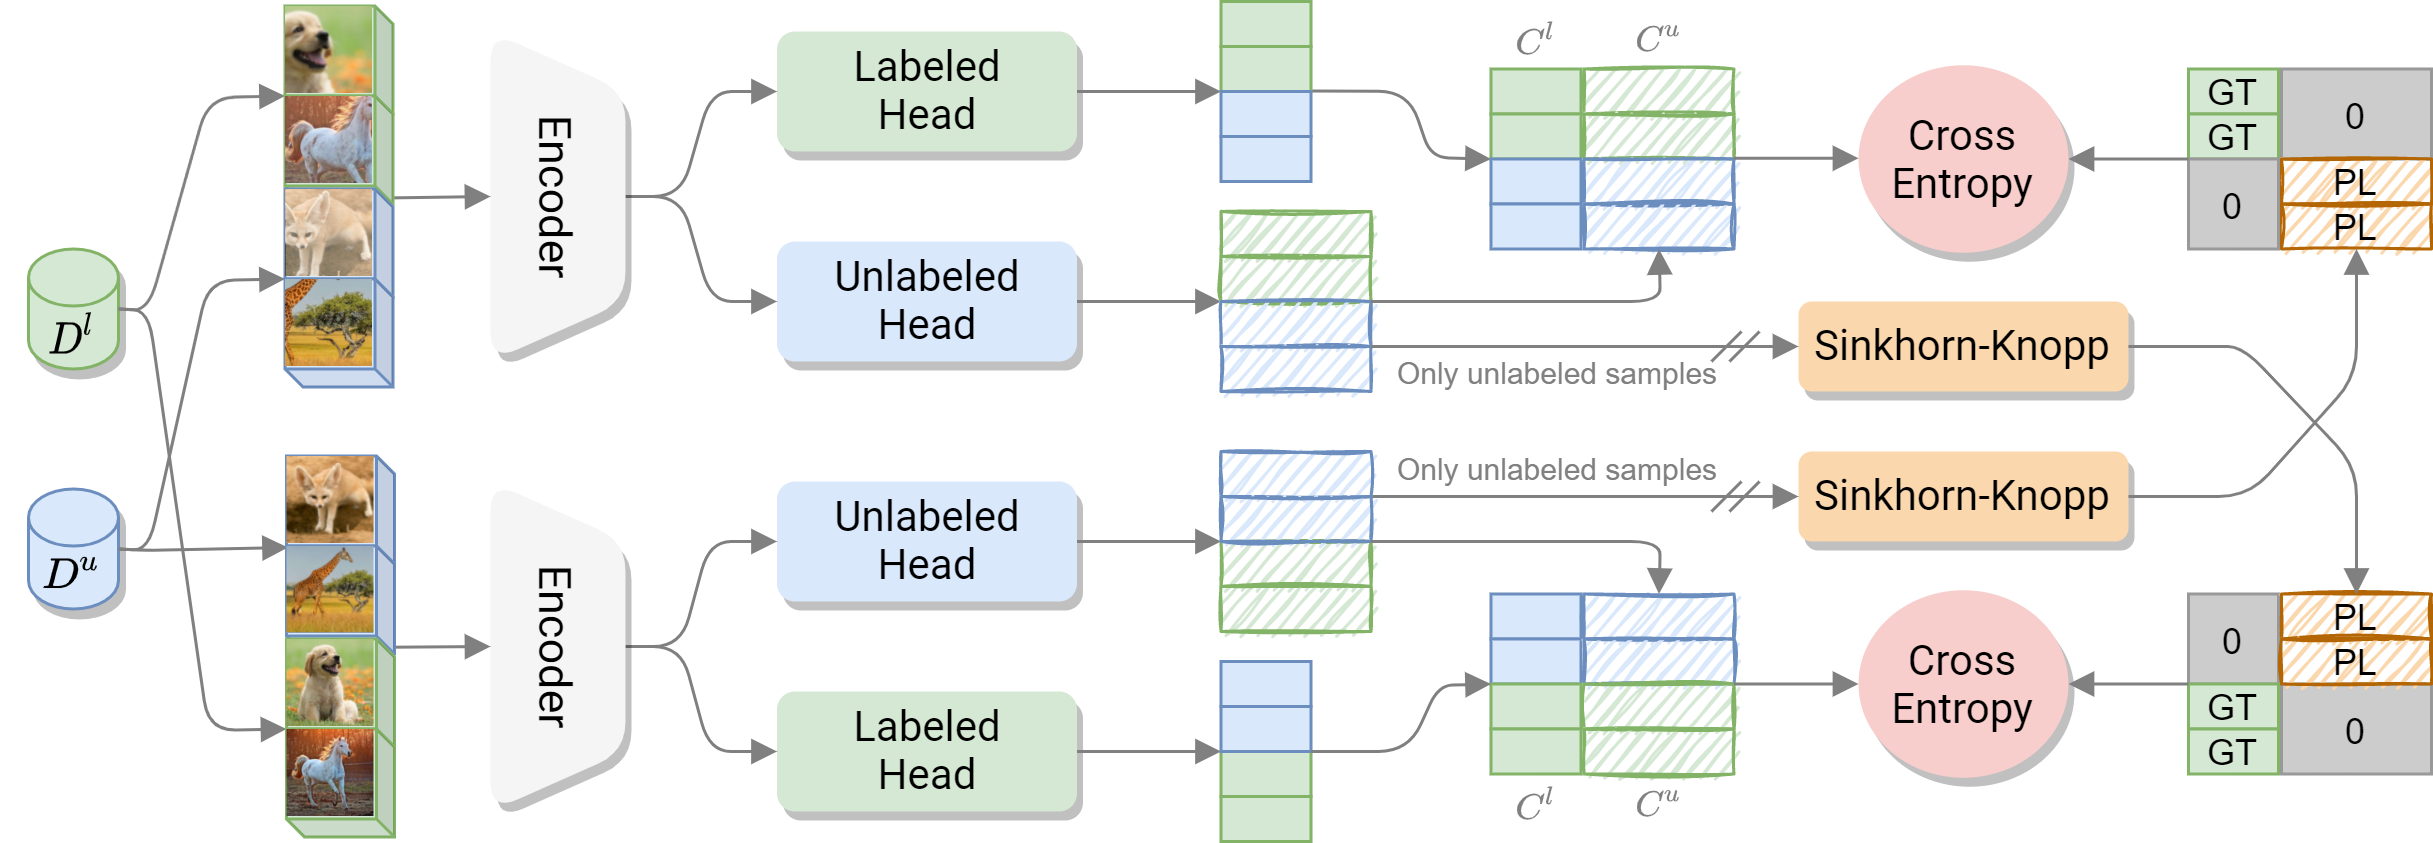 D^l
D^u
Encoder
Labeled
Head
Unlabeled
Head
C^l
C^u
Cross
Entropy
GT
GT
0
0
PL
PL
Only unlabeled samples
Sinkhorn-Knopp
Encoder
Unlabeled
Head
Labeled
Head
Only unlabeled samples
Sinkhorn-Knopp
C^l
C^u
Cross
Entropy
0
PL
PL
GT
GT
0